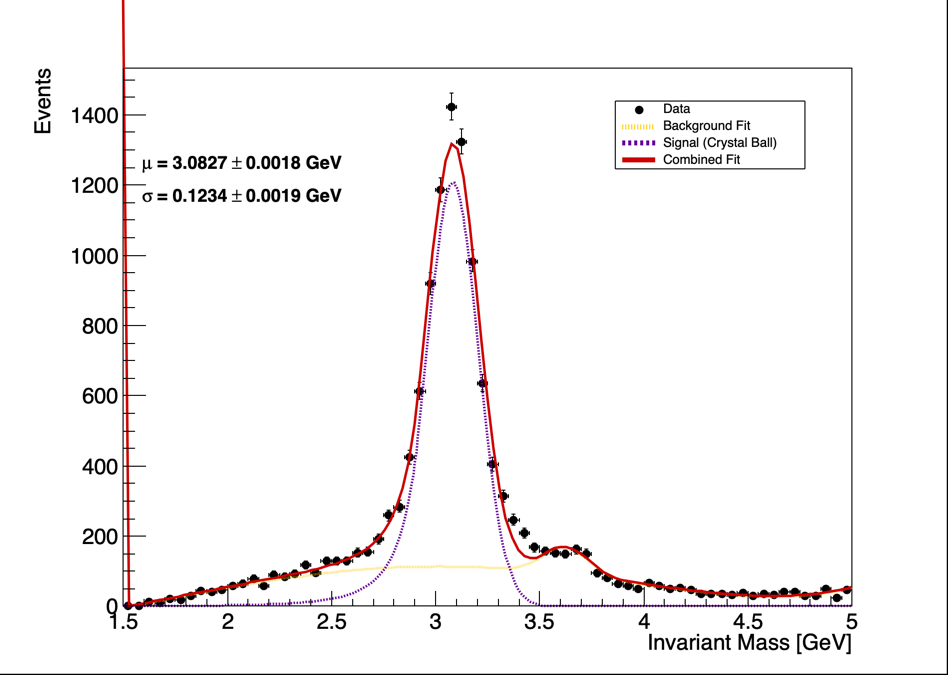 Events
1400
1200
1000
800
600
400
200
0
μ = 3.0827 ± 0.0018 GeV
σ = 0.1234 ± 0.0019 GeV
Data
Background Fit
Signal (Crystal Ball)
Combined Fit
1.5 2 2.5 3 3.5 4 4.5 5
Invariant Mass [GeV]